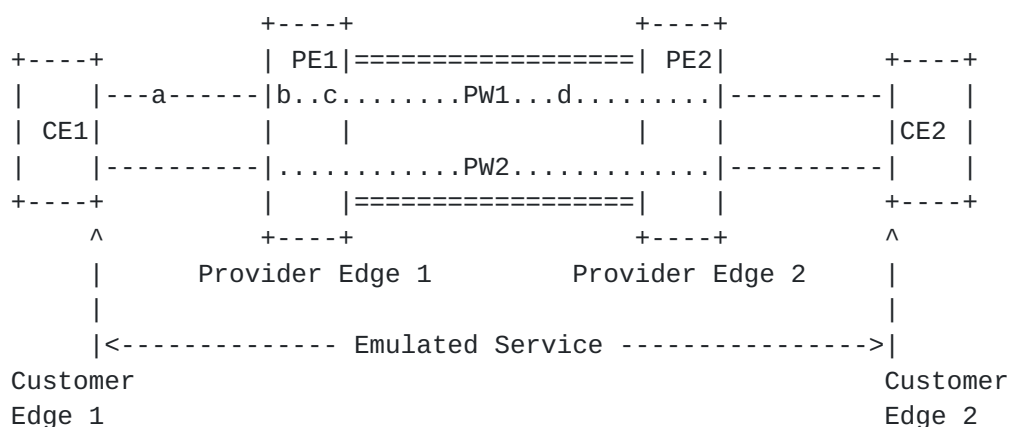 +----+                  +----+
+----+         | PE1|==================| PE2|          +----+
|    |---a-----|b..c........PW1...d.........|----------|    |
| CE1|         |    |                  |    |          |CE2 |
|    |---------|............PW2.............|----------|    |
+----+         |    |==================|    |          +----+
     ^         +----+                  +----+          ^
     |     Provider Edge 1         Provider Edge 2     |
     |                                                 |
     |<-------------- Emulated Service --------------->|
Customer                                               Customer
Edge 1                                                 Edge 2